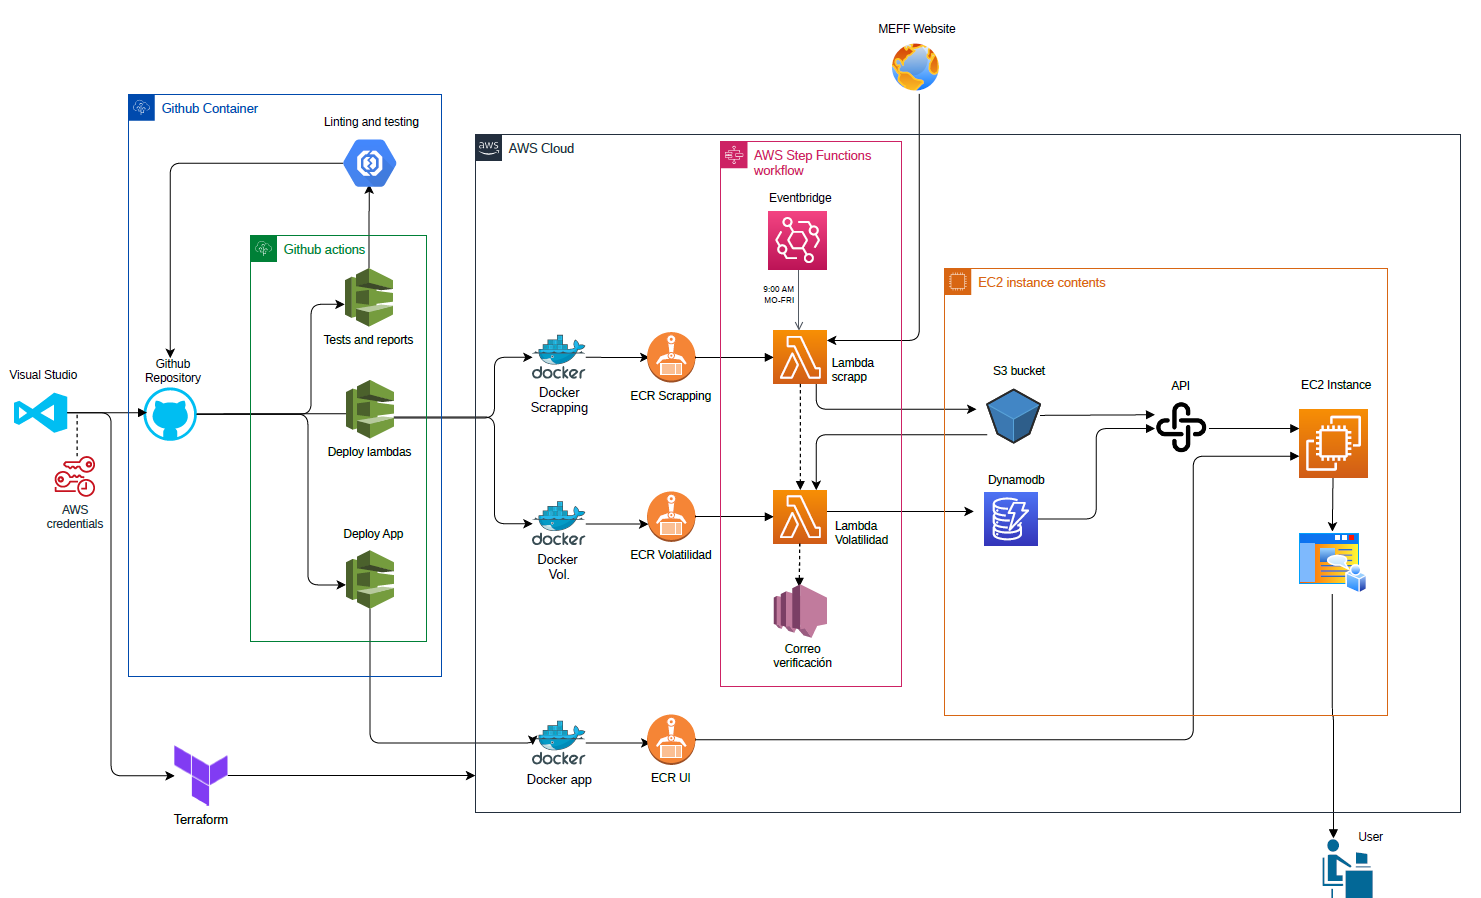 MEFF Website
Github Container
Linting and testing
aws
AWS Cloud
AWS Step Functions
workflow
Eventbridge
Github actions
9:00 AM
MO-FRI
EC2 instance contents
Tests and reports
Github
Repository
Visual Studio
docker
Docker
Scrapping
ECR Scrapping
Lambda
scrapp
S3 bucket
API
EC2 Instance
Deploy lambdas
AWS
credentials
Dynamodb
Deploy App
docker
Docker
Vol.
ECR Volatilidad
Lambda
Volatilidad
Correo
verificación
docker
Docker app
ECR UI
Terraform
User